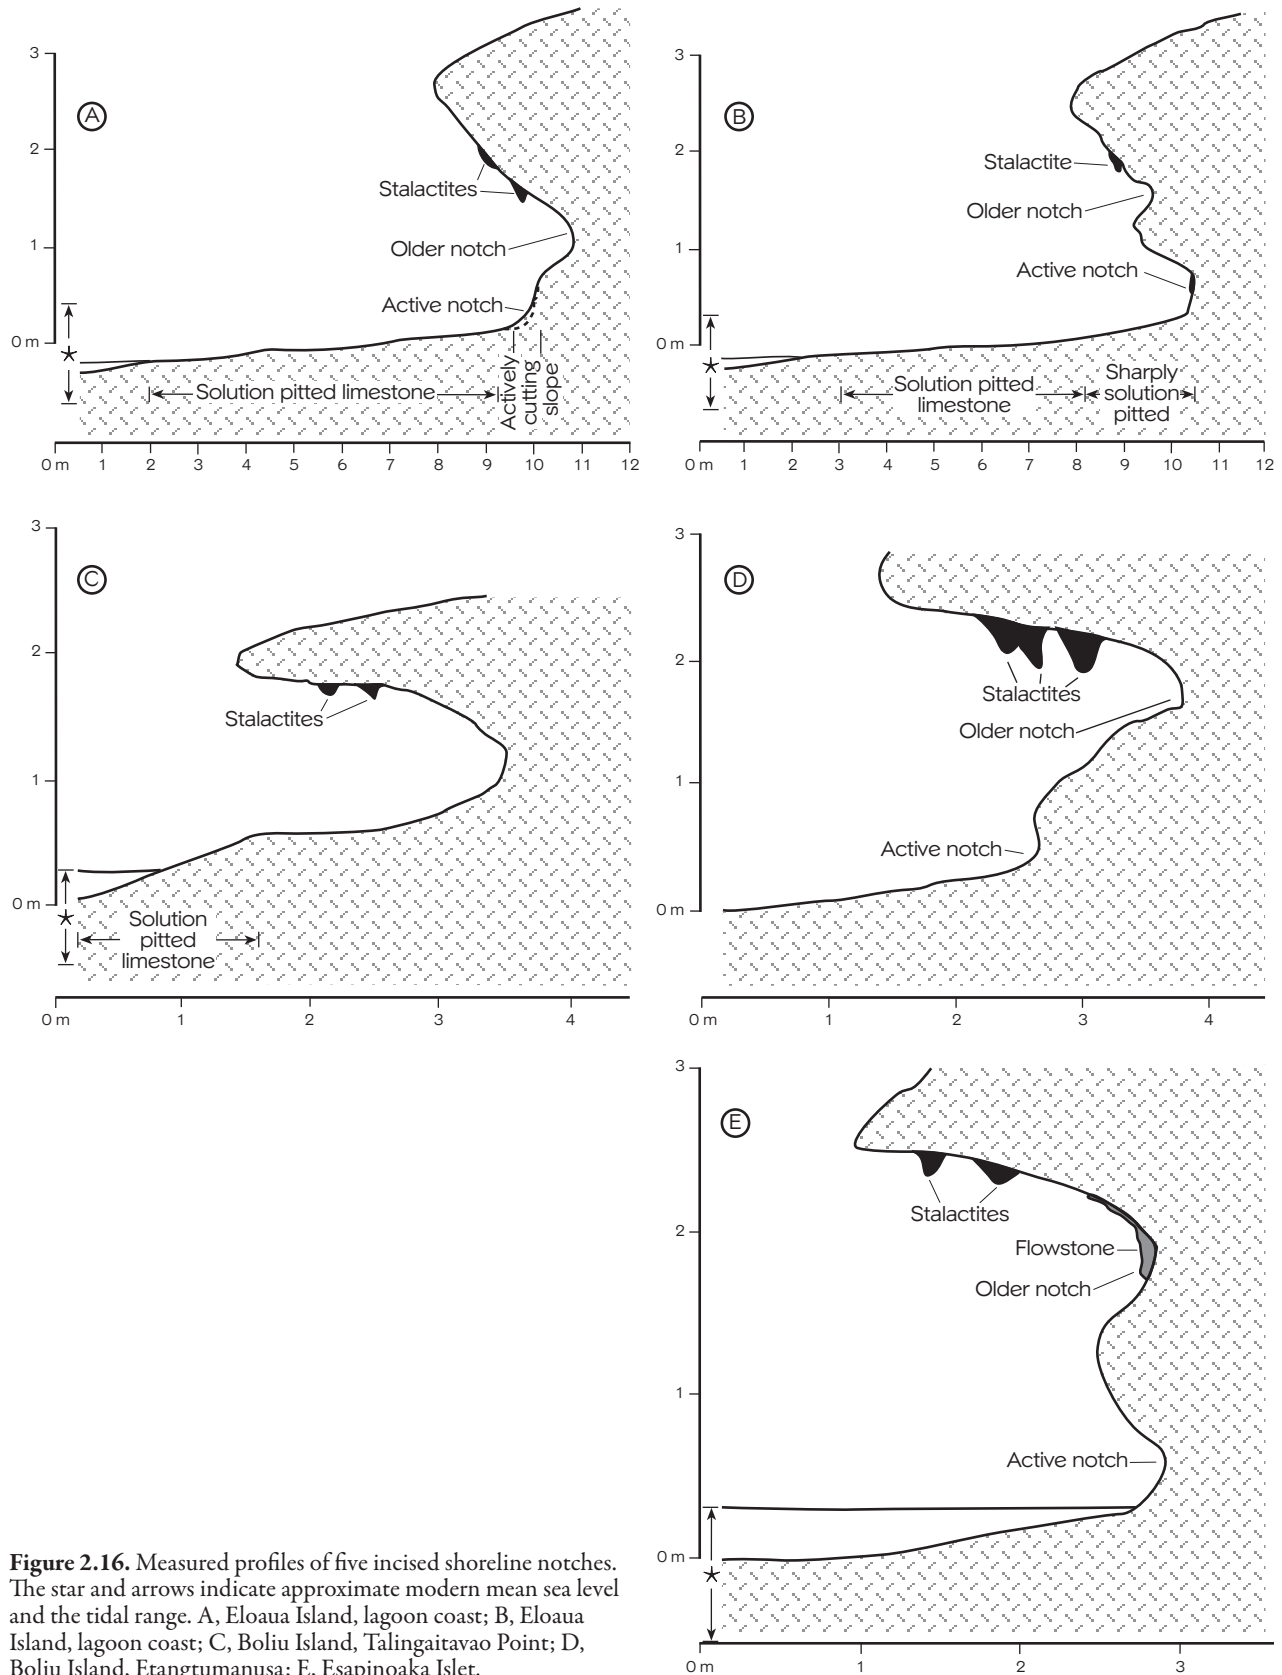 3
2
1
0 m
A
Stalactites
Older notch
Active notch
Solution pitted limestone
Actively
cutting
slope
0 m 1 2 3 4 5 6 7 8 9 10 11 12
3
2
1
0 m
B
Stalactite
Older notch
Active notch
Solution pitted
limestone
Sharply
solution
pitted
0 m 1 2 3 4 5 6 7 8 9 10 11 12
3
2
1
0 m
C
Stalactites
Solution
pitted
limestone
0 m 1 2 3 4
3
2
1
0 m
D
Stalactites
Older notch
Active notch
0 m 1 2 3 4
3
2
1
0 m
E
Stalactites
Flowstone
Older notch
Active notch
0 m 1 2 3
Figure 2.16. Measured profiles of five incised shoreline notches.
The star and arrows indicate approximate modern mean sea level
and the tidal range. A, Eloaua Island, lagoon coast; B, Eloaua
Island, lagoon coast; C, Boliu Island, Talingaitavao Point; D,
Boliu Island, Etangtumanusa; E, Esapinoaka Islet.